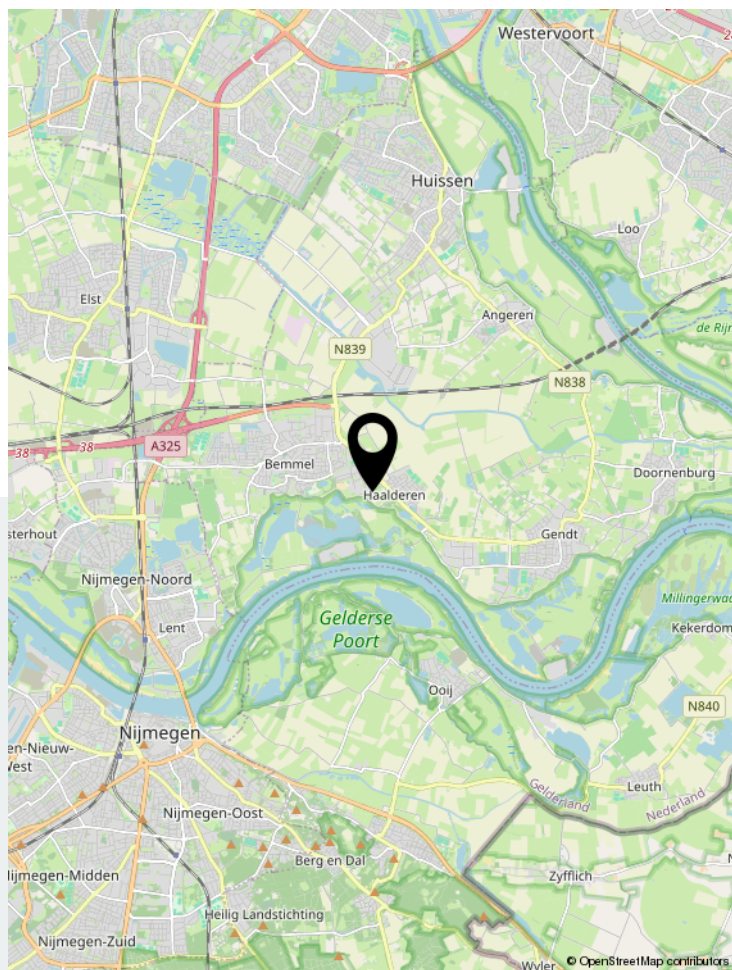 Westervoort
Huissen
Loo
Elst
Angeren
de Rij
N839
N838
A325
38
38
Bemmel
Haalderen
Doornenburg
Gendt
sterhout
Nijmegen-Noord
Lent
Gelderse
Poort
Millingerwaa
Kekerdom
Ooij
N840
Nijmegen
en-Nieuw-
West
Gelderland
Nederland
Leuth
Nijmegen-Oost
Berg en Dal
Nijmegen-Midden
Zyfflich
Heilig Landstichting
Nijmegen-Zuid
Wyler
© OpenStreetMap contributors